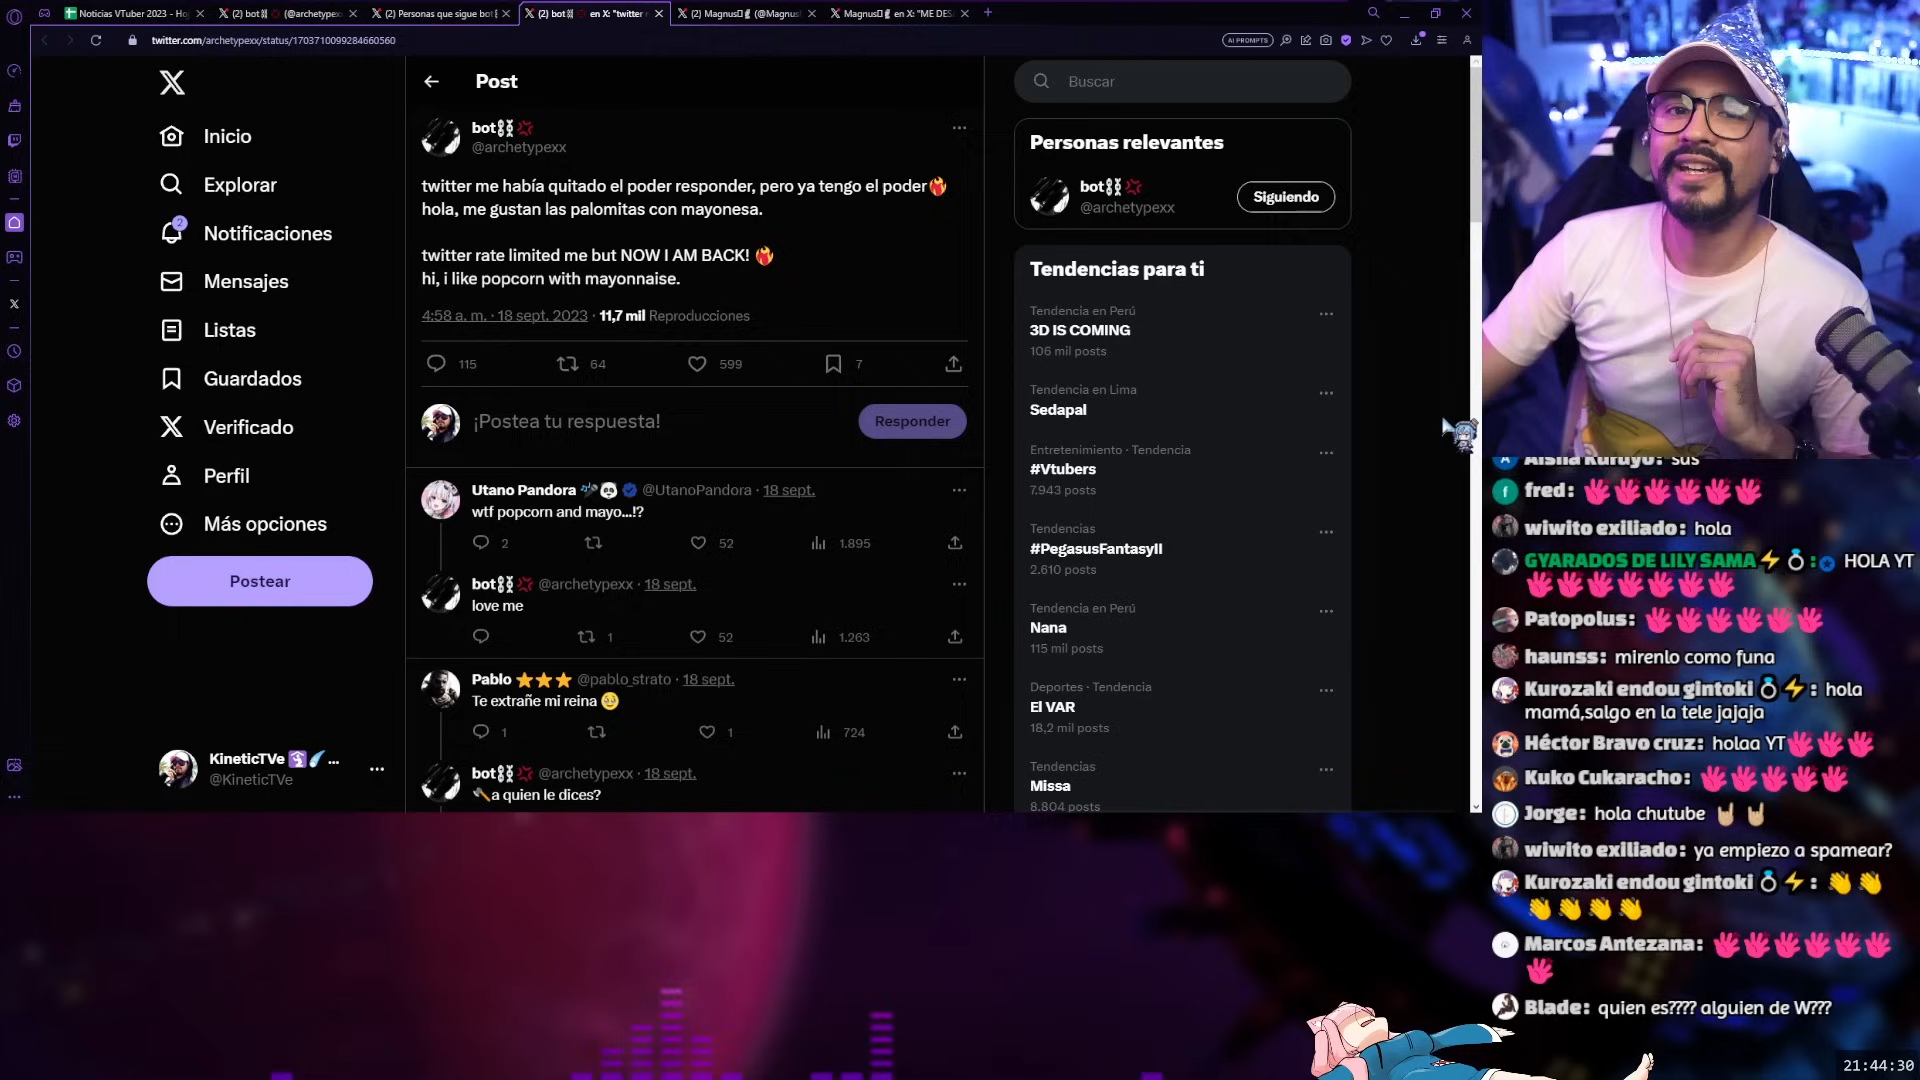 Noticias VTuber 2023 - Ho
(2) bot (@archetypex
(2) Personas que sigue bot
(2) bot en X: "twitter
(2) Magnus (@Magnus
Magnus en X: "ME DES
twitter.com/archetypexx/status/1703710099284660560
AI PROMPTS
Inicio
Explorar
2
Notificaciones
Mensajes
Listas
Guardados
Verificado
Perfil
Más opciones
Postear
KineticTVe ...
@KineticTVe
Post
bot
@archetypexx
twitter me había quitado el poder responder, pero ya tengo el poder❤️‍🔥
hola, me gustan las palomitas con mayonesa.
twitter rate limited me but NOW I AM BACK! ❤️‍🔥
hi, i like popcorn with mayonnaise.
4:58 a. m. · 18 sept. 2023 · 11,7 mil Reproducciones
115 64 599 7
¡Postea tu respuesta!
Responder
Utano Pandora @UtanoPandora · 18 sept.
wtf popcorn and mayo...!?
2 52 1.895
bot @archetypexx · 18 sept.
love me
1 52 1.263
Pablo ⭐⭐⭐ @pablo_strato · 18 sept.
Te extrañe mi reina 🥹
1 1 724
bot @archetypexx · 18 sept.
🪓a quien le dices?
Buscar
Personas relevantes
bot
@archetypexx
Siguiendo
Tendencias para ti
Tendencia en Perú
3D IS COMING
106 mil posts
Tendencia en Lima
Sedapal
Entretenimiento · Tendencia
#Vtubers
7.943 posts
Tendencias
#PegasusFantasyII
2.610 posts
Tendencia en Perú
Nana
115 mil posts
Deportes · Tendencia
El VAR
18,2 mil posts
Tendencias
Missa
8.804 posts
Aisha Kuruyo: sus
fred:
wiwito exiliado: hola
GYARADOS DE LILY SAMA⚡💍: HOLA YT
Patopolus:
haunss: mirenlo como funa
Kurozaki endou gintoki 💍⚡: hola
mamá,salgo en la tele jajaja
Héctor Bravo cruz: holaa YT
Kuko Cukaracho:
Jorge: hola chutube 🤘🏼 🤘🏼
wiwito exiliado: ya empiezo a spamear?
Kurozaki endou gintoki 💍⚡: 👋 👋
👋 👋 👋 👋
Marcos Antezana:
Blade: quien es???? alguien de W???
21:44:30